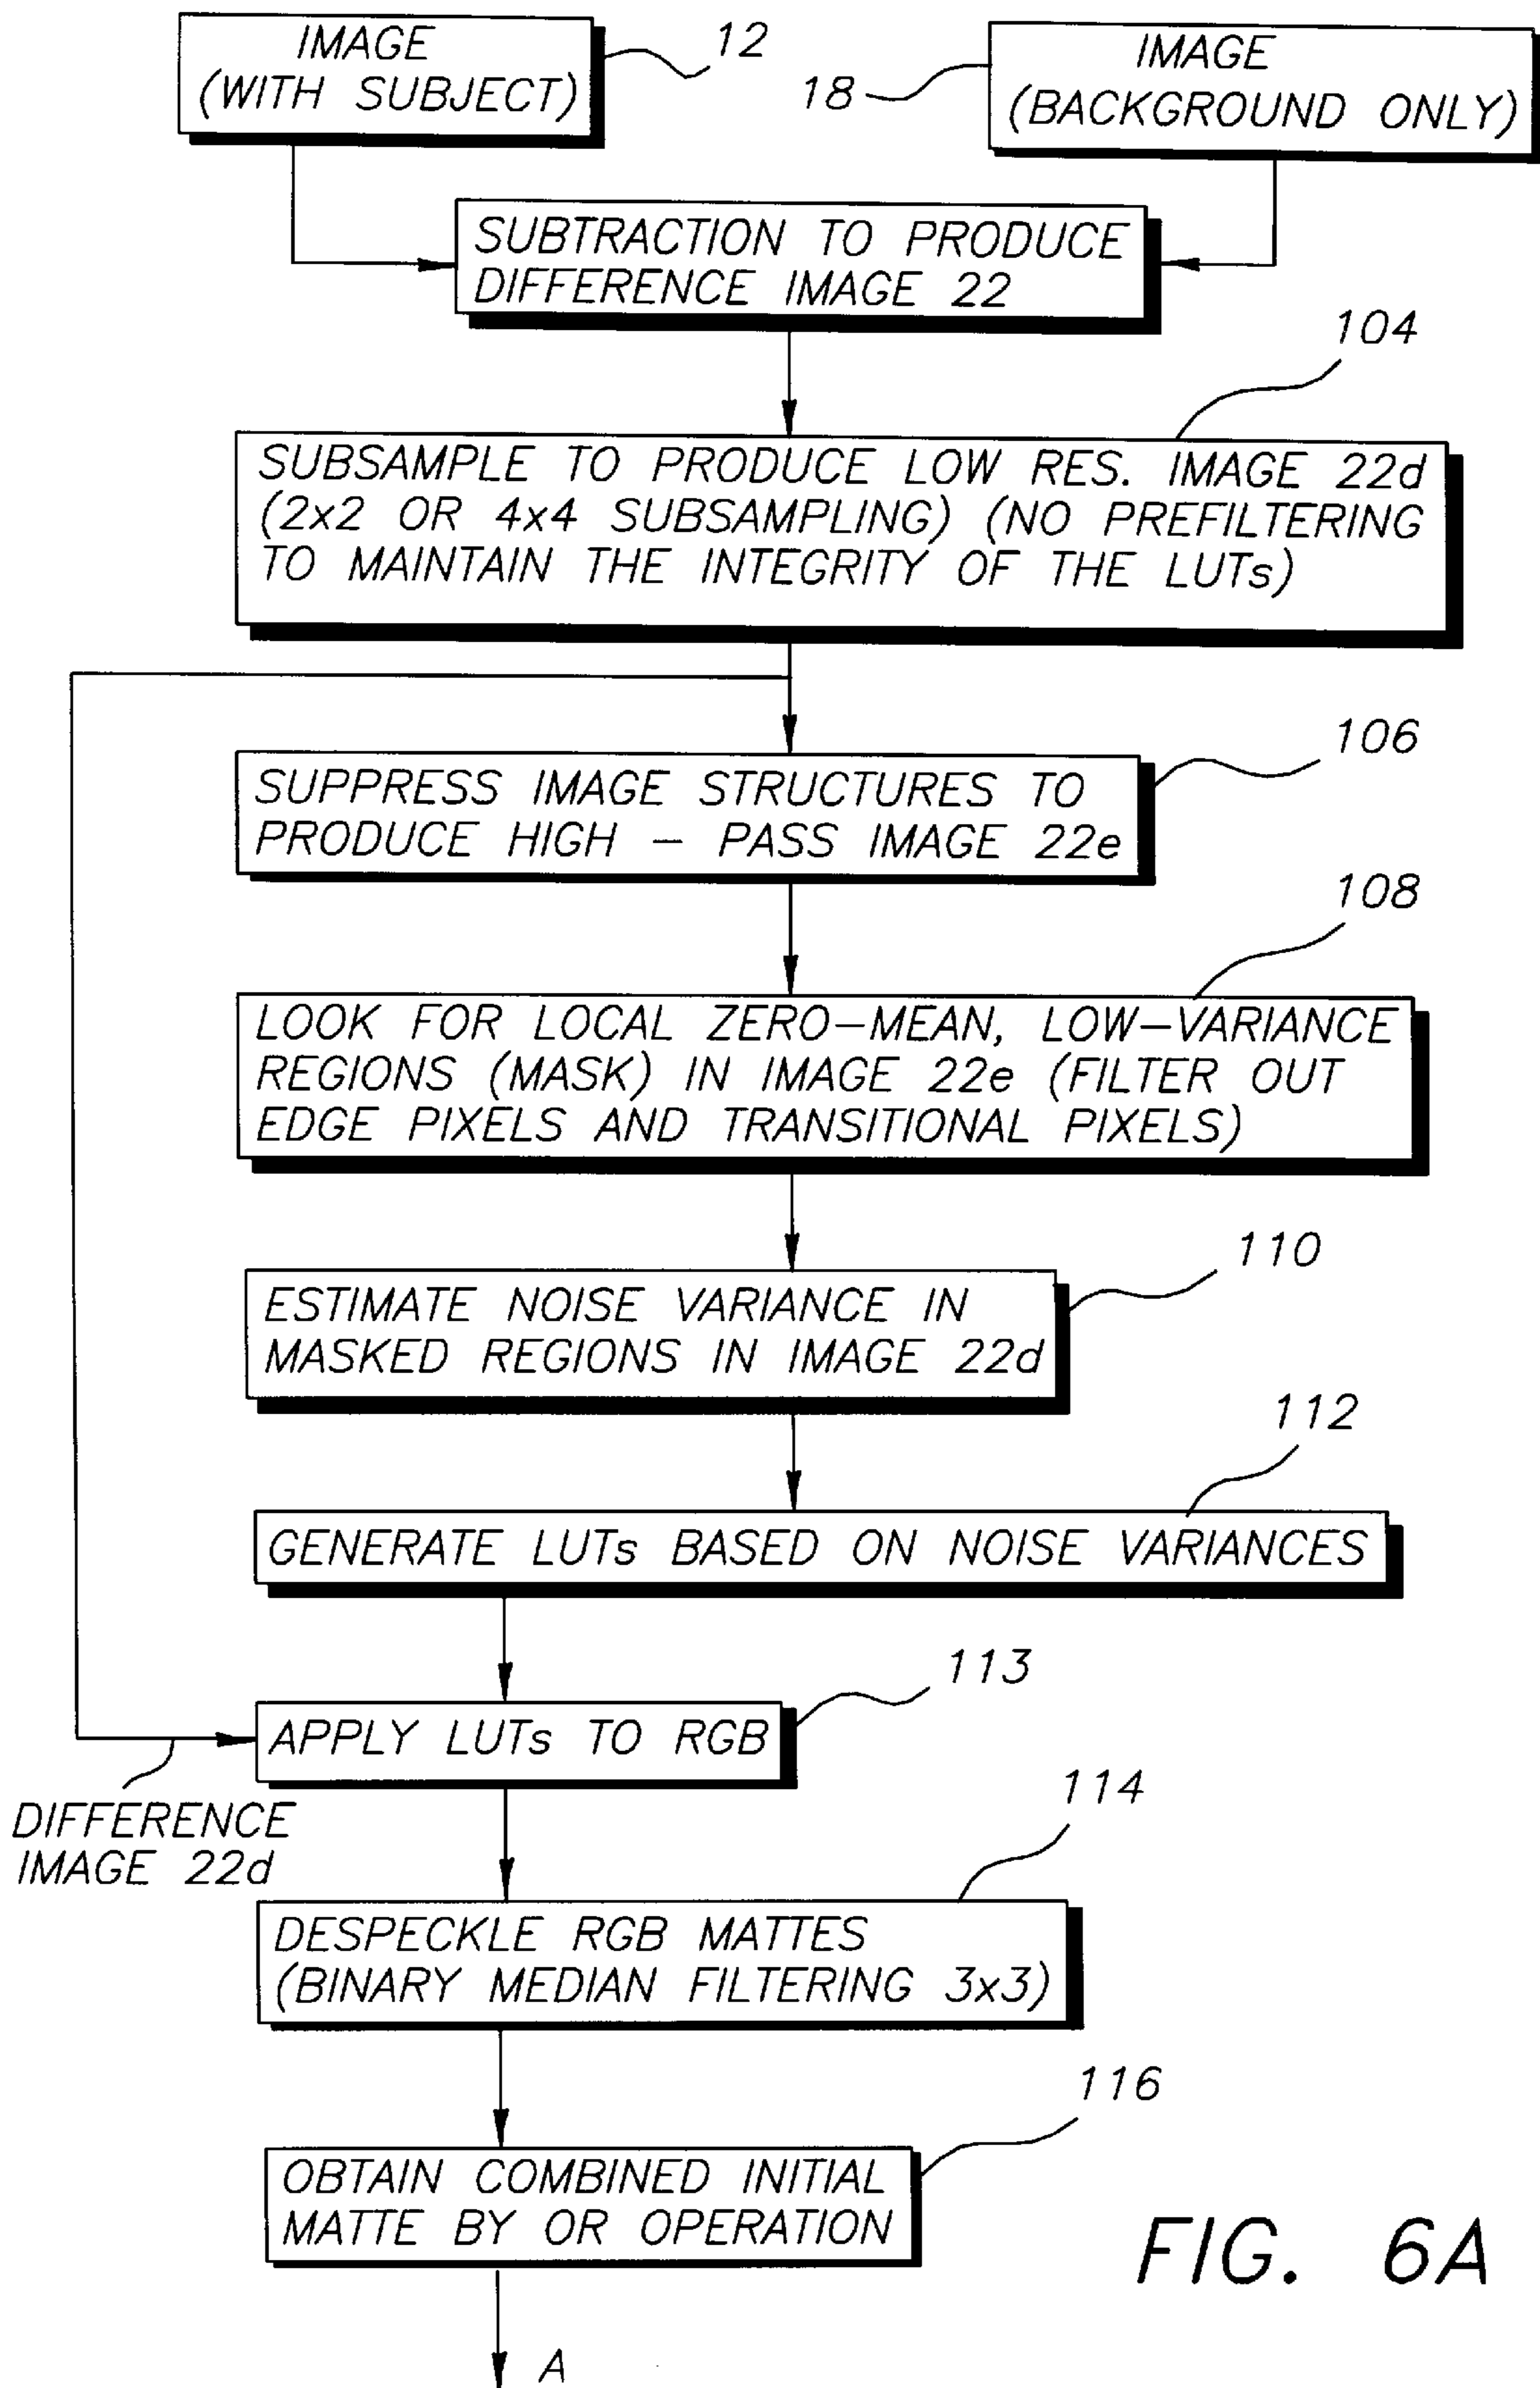 IMAGE
(WITH SUBJECT)
12
18
IMAGE
(BACKGROUND ONLY)
SUBTRACTION TO PRODUCE
DIFFERENCE IMAGE 22
104
SUBSAMPLE TO PRODUCE LOW RES. IMAGE 22d
(2x2 OR 4x4 SUBSAMPLING) (NO PREFILTERING
TO MAINTAIN THE INTEGRITY OF THE LUTs)
106
SUPPRESS IMAGE STRUCTURES TO
PRODUCE HIGH – PASS IMAGE 22e
108
LOOK FOR LOCAL ZERO–MEAN, LOW–VARIANCE
REGIONS (MASK) IN IMAGE 22e (FILTER OUT
EDGE PIXELS AND TRANSITIONAL PIXELS)
110
ESTIMATE NOISE VARIANCE IN
MASKED REGIONS IN IMAGE 22d
112
GENERATE LUTs BASED ON NOISE VARIANCES
113
APPLY LUTs TO RGB
DIFFERENCE
IMAGE 22d
114
DESPECKLE RGB MATTES
(BINARY MEDIAN FILTERING 3x3)
116
OBTAIN COMBINED INITIAL
MATTE BY OR OPERATION
A
FIG. 6A